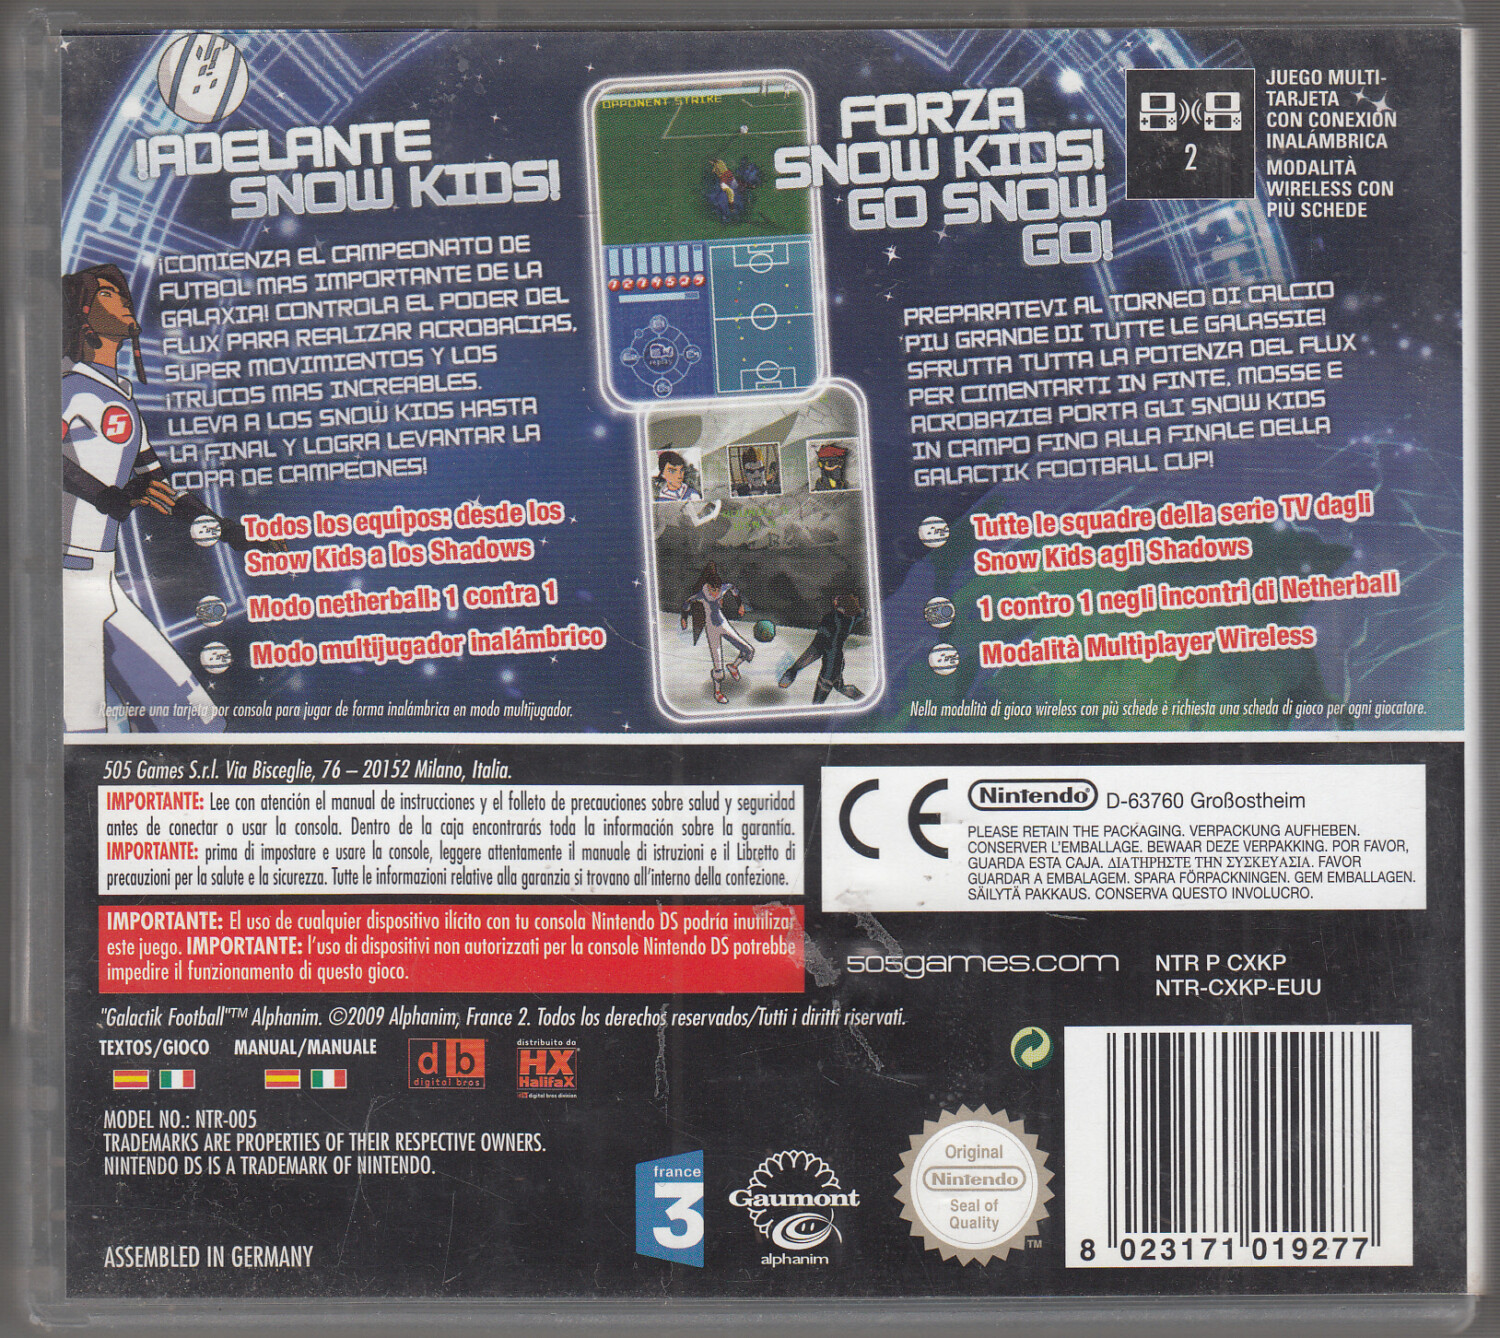 ¡ADELANTE
SNOW KIDS!
¡COMIENZA EL CAMPEONATO DE
FUTBOL MAS IMPORTANTE DE LA
GALAXIA! CONTROLA EL PODER DEL
FLUX PARA REALIZAR ACROBACIAS,
SUPER MOVIMIENTOS Y LOS
¡TRUCOS MAS INCREABLES.
LLEVA A LOS SNOW KIDS HASTA
LA FINAL Y LOGRA LEVANTAR LA
COPA DE CAMPEONES!
Todos los equipos: desde los
Snow Kids a los Shadows
Modo netherball: 1 contra 1
Modo multijugador inalámbrico
Requiere una tarjeta por consola para jugar de forma inalámbrica en modo multijugador.
OPPONENT STRIKE
replay
FORZA
SNOW KIDS!
GO SNOW
GO!
PREPARATEVI AL TORNEO DI CALCIO
PIU GRANDE DI TUTTE LE GALASSIE!
SFRUTTA TUTTA LA POTENZA DEL FLUX
PER CIMENTARTI IN FINTE, MOSSE E
ACROBAZIE! PORTA GLI SNOW KIDS
IN CAMPO FINO ALLA FINALE DELLA
GALACTIK FOOTBALL CUP!
Tutte le squadre della serie TV dagli
Snow Kids agli Shadows
1 contro 1 negli incontri di Netherball
Modalità Multiplayer Wireless
Nella modalità di gioco wireless con più schede è richiesta una scheda di gioco per ogni giocatore.
2
JUEGO MULTI-
TARJETA
CON CONEXIÓN
INALÁMBRICA
MODALITÀ
WIRELESS CON
PIÙ SCHEDE
505 Games S.r.l. Via Bisceglie, 76 – 20152 Milano, Italia.
IMPORTANTE: Lee con atención el manual de instrucciones y el folleto de precauciones sobre salud y seguridad
antes de conectar o usar la consola. Dentro de la caja encontrarás toda la información sobre la garantía.
IMPORTANTE: prima di impostare e usare la console, leggere attentamente il manuale di istruzioni e il Libretto di
precauzioni per la salute e la sicurezza. Tutte le informazioni relative alla garanzia si trovano all'interno della confezione.
IMPORTANTE: El uso de cualquier dispositivo ilícito con tu consola Nintendo DS podría inutilizar
este juego. IMPORTANTE: l'uso di dispositivi non autorizzati per la console Nintendo DS potrebbe
impedire il funzionamento di questo gioco.
CE
Nintendo® D-63760 Großostheim
PLEASE RETAIN THE PACKAGING. VERPACKUNG AUFHEBEN.
CONSERVER L'EMBALLAGE. BEWAAR DEZE VERPAKKING. POR FAVOR,
GUARDA ESTA CAJA. ΔΙΑΤΗΡΗΣΤΕ ΤΗΝ ΣΥΣΚΕΥΑΣΙΑ. FAVOR
GUARDAR A EMBALAGEM. SPARA FÖRPACKNINGEN. GEM EMBALLAGEN.
SÄILYTÄ PAKKAUS. CONSERVA QUESTO INVOLUCRO.
505games.com
NTR P CXKP
NTR-CXKP-EUU
"Galactik Football"™ Alphanim. ©2009 Alphanim, France 2. Todos los derechos reservados/Tutti i diritti riservati.
TEXTOS/GIOCO MANUAL/MANUALE
db
digital bros
distribuito da
HX
HalifaX
digital bros division
MODEL NO.: NTR-005
TRADEMARKS ARE PROPERTIES OF THEIR RESPECTIVE OWNERS.
NINTENDO DS IS A TRADEMARK OF NINTENDO.
ASSEMBLED IN GERMANY
france
3
Gaumont
alphanim
Original
Nintendo
Seal of
Quality
TM
8 023171 019277
S